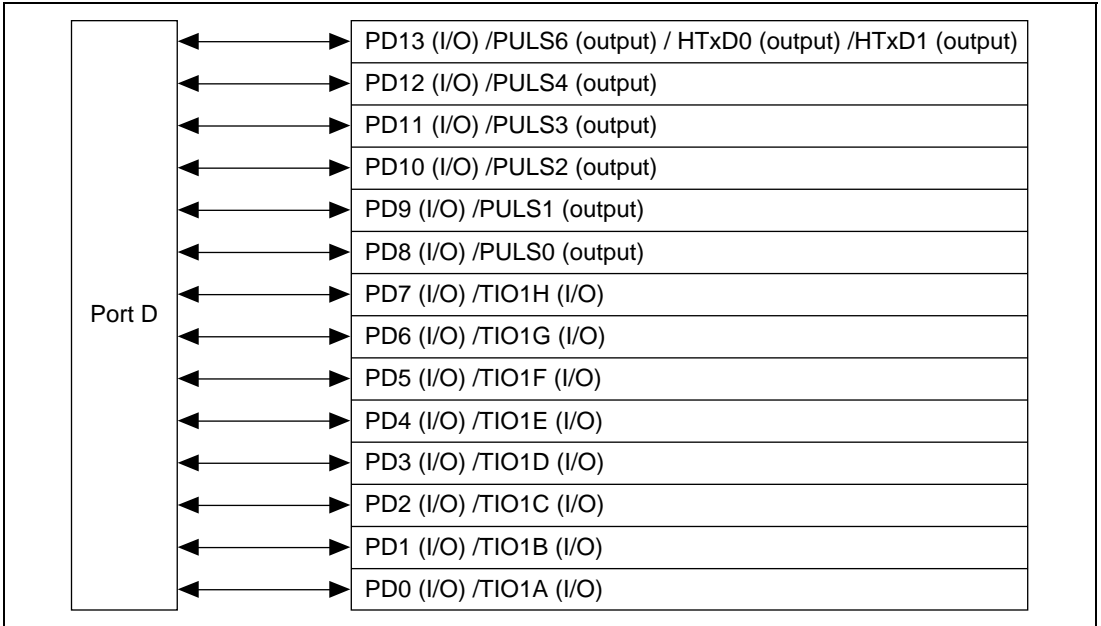 PD13 (I/O) /PULS6 (output) / HTxD0 (output) /HTxD1 (output)
PD12 (I/O) /PULS4 (output)
PD11 (I/O) /PULS3 (output)
PD10 (I/O) /PULS2 (output)
PD9 (I/O) /PULS1 (output)
PD8 (I/O) /PULS0 (output)
PD7 (I/O) /TIO1H (I/O)
Port D
PD6 (I/O) /TIO1G (I/O)
PD5 (I/O) /TIO1F (I/O)
PD4 (I/O) /TIO1E (I/O)
PD3 (I/O) /TIO1D (I/O)
PD2 (I/O) /TIO1C (I/O)
PD1 (I/O) /TIO1B (I/O)
PD0 (I/O) /TIO1A (I/O)